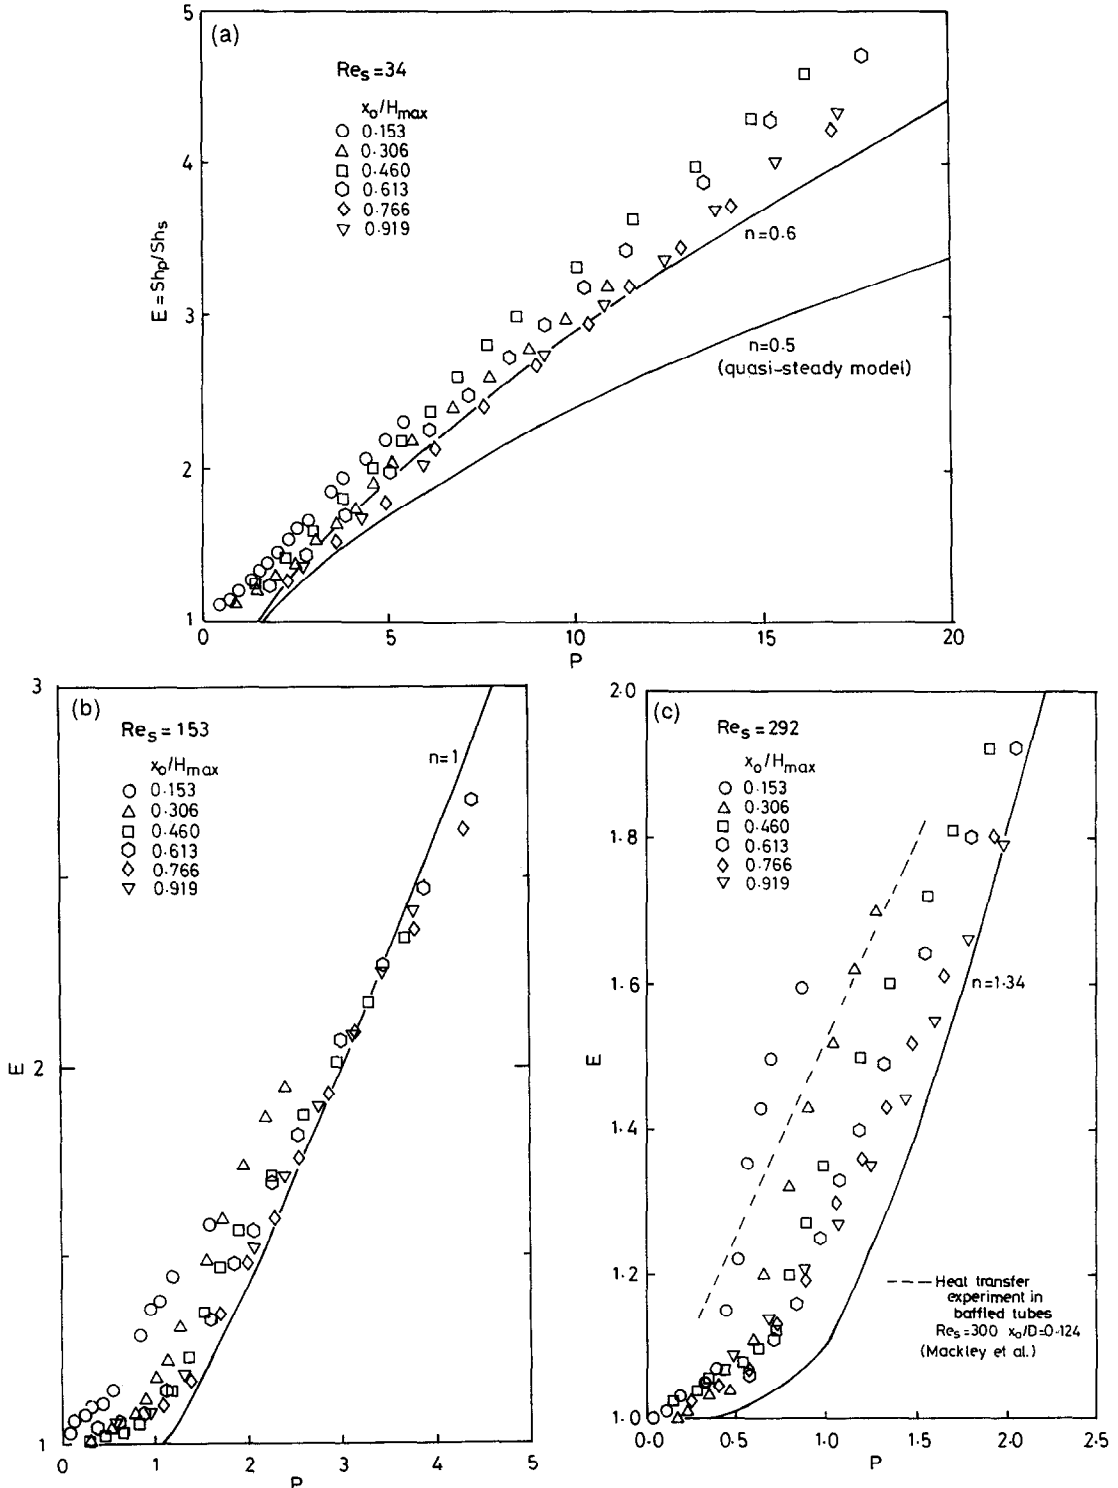 (a)
5
4
3
2
1
E = Shp/Shs
Res = 34
xo/Hmax
0·153
0·306
0·460
0·613
0·766
0·919
n=0.6
n=0.5
(quasi-steady model)
0 5 10 15 20
P
(b)
3
2
1
E
Res = 153
xo/Hmax
0·153
0·306
0·460
0·613
0·766
0·919
n=1
0 1 2 3 4 5
P
(c)
2.0
1.8
1.6
1.4
1.2
1.0
E
Res = 292
xo/Hmax
0·153
0·306
0·460
0·613
0·766
0·919
n=1·34
Heat transfer
experiment in
baffled tubes
Res=300 xo/D=0·124
(Mackley et al.)
0.0 0.5 1.0 1.5 2.0 2.5
P